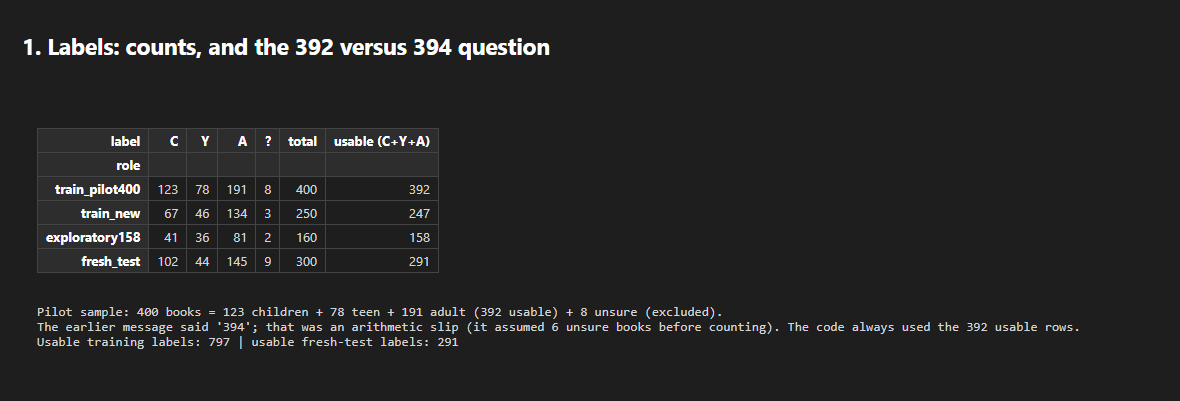 1. Labels: counts, and the 392 versus 394 question
label C Y A ? total usable (C+Y+A)
role
train_pilot400 123 78 191 8 400 392
train_new 67 46 134 3 250 247
exploratory158 41 36 81 2 160 158
fresh_test 102 44 145 9 300 291
Pilot sample: 400 books = 123 children + 78 teen + 191 adult (392 usable) + 8 unsure (excluded).
The earlier message said '394'; that was an arithmetic slip (it assumed 6 unsure books before counting). The code always used the 392 usable rows.
Usable training labels: 797 | usable fresh-test labels: 291